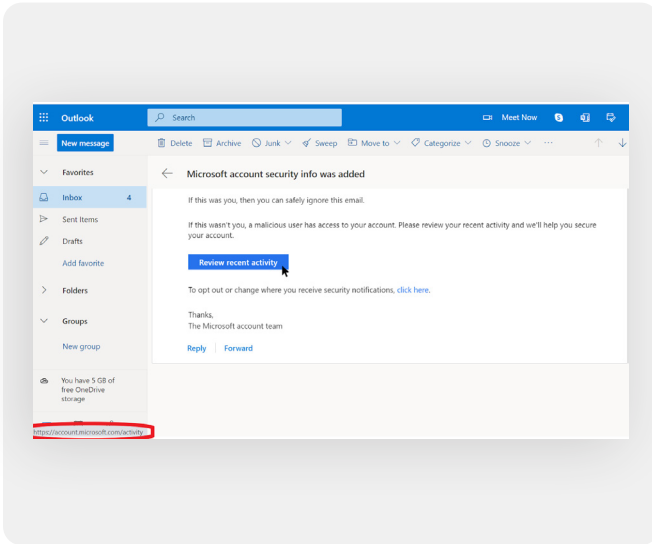 Outlook
Search
Meet Now
New message
Delete
Archive
Junk
Sweep
Move to
Categorize
Snooze
Favorites
Microsoft account security info was added
Inbox 4
If this was you, then you can safely ignore this email.
Sent Items
If this wasn't you, a malicious user has access to your account. Please review your recent activity and we'll help you secure
your account.
Drafts
Add favorite
Review recent activity
Folders
To opt out or change where you receive security notifications, click here.
Groups
Thanks,
The Microsoft account team
New group
Reply
Forward
You have 5 GB of
free OneDrive
storage
https://account.microsoft.com/activity